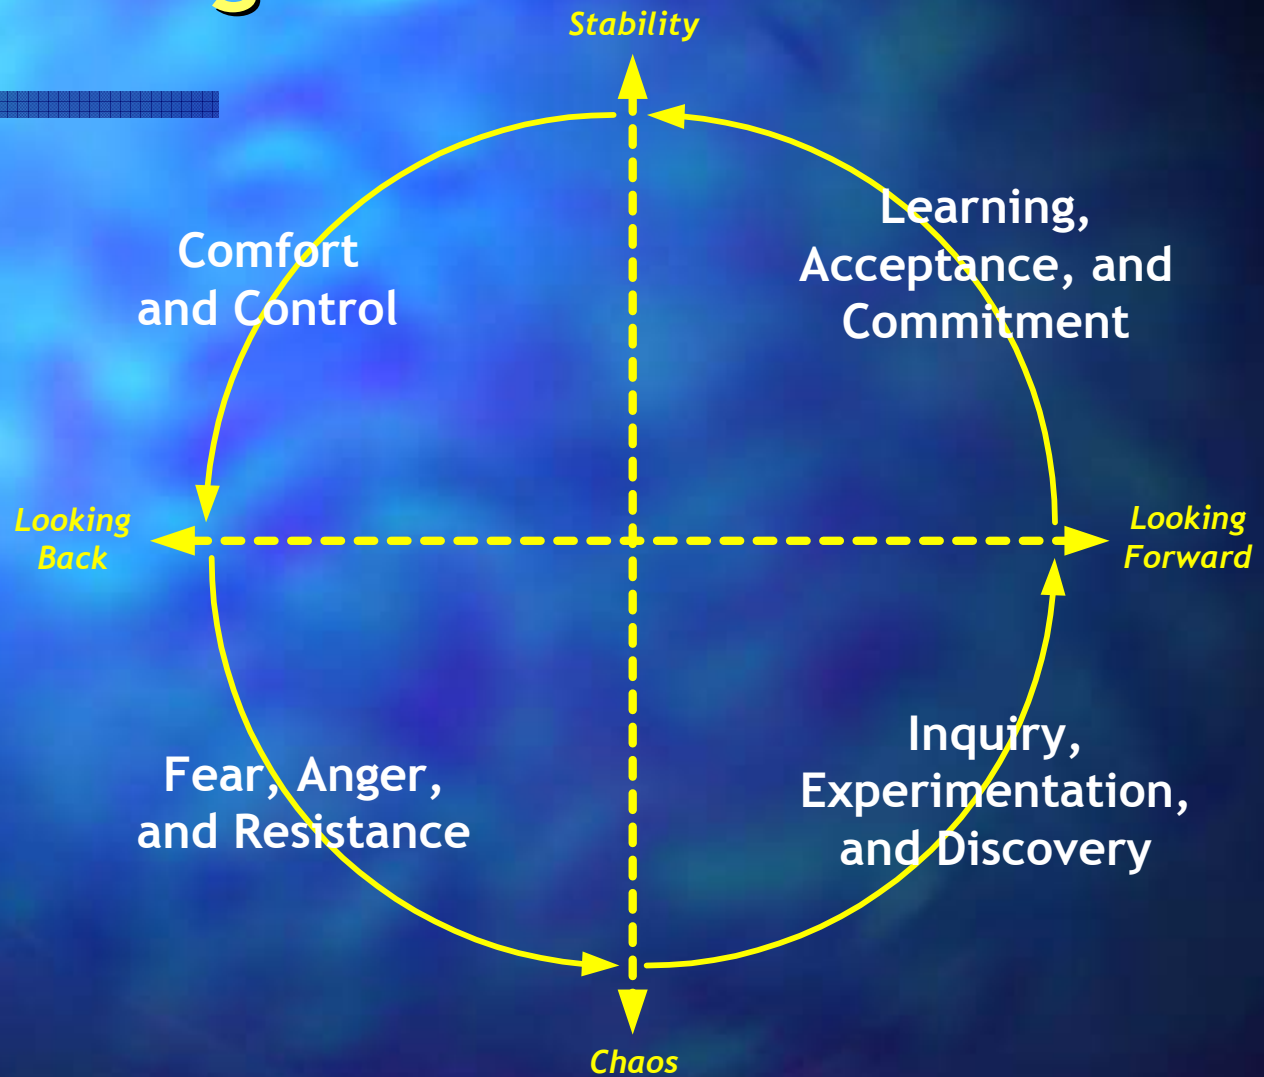 Stability
Comfort
and Control
Learning,
Acceptance, and
Commitment
Looking
Back
Looking
Forward
Fear, Anger,
and Resistance
Inquiry,
Experimentation,
and Discovery
Chaos